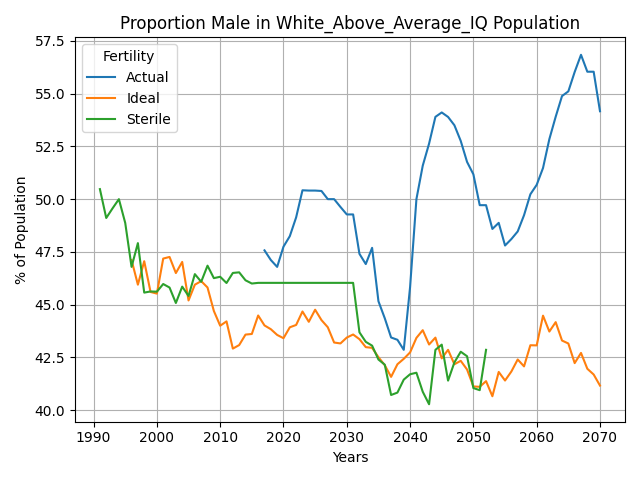 Proportion Male in White_Above_Average_IQ Population
57.5
55.0
52.5
50.0
47.5
45.0
42.5
40.0
% of Population
Fertility
Actual
Ideal
Sterile
1990 2000 2010 2020 2030 2040 2050 2060 2070
Years